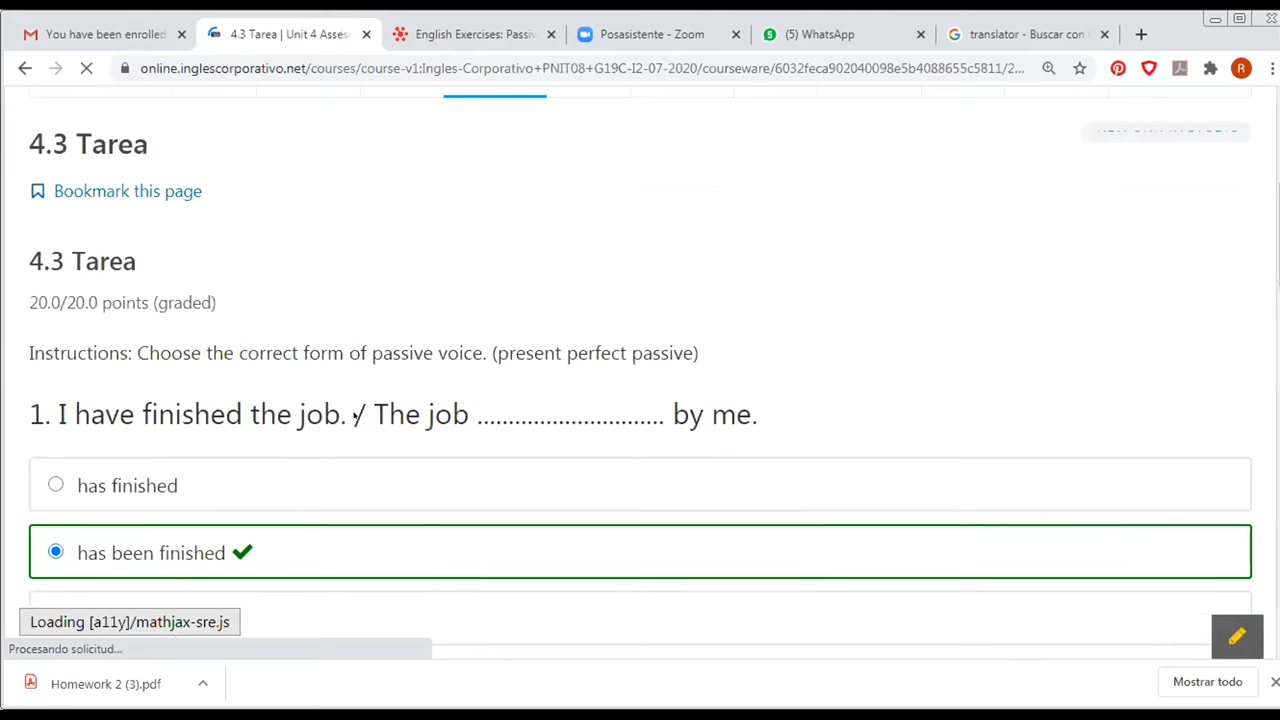 You have been enrolled
4.3 Tarea | Unit 4 Asses
English Exercises: Passi
Posasistente - Zoom
(5) WhatsApp
translator - Buscar con
online.inglescorporativo.net/courses/course-v1:Ingles-Corporativo+PNIT08+G19C-I2-07-2020/courseware/6032feca902040098e5b4088655c5811/2...
4.3 Tarea
Bookmark this page
4.3 Tarea
20.0/20.0 points (graded)
Instructions: Choose the correct form of passive voice. (present perfect passive)
1. I have finished the job. / The job ............................. by me.
has finished
has been finished
Loading [a11y]/mathjax-sre.js
Procesando solicitud...
Homework 2 (3).pdf
Mostrar todo